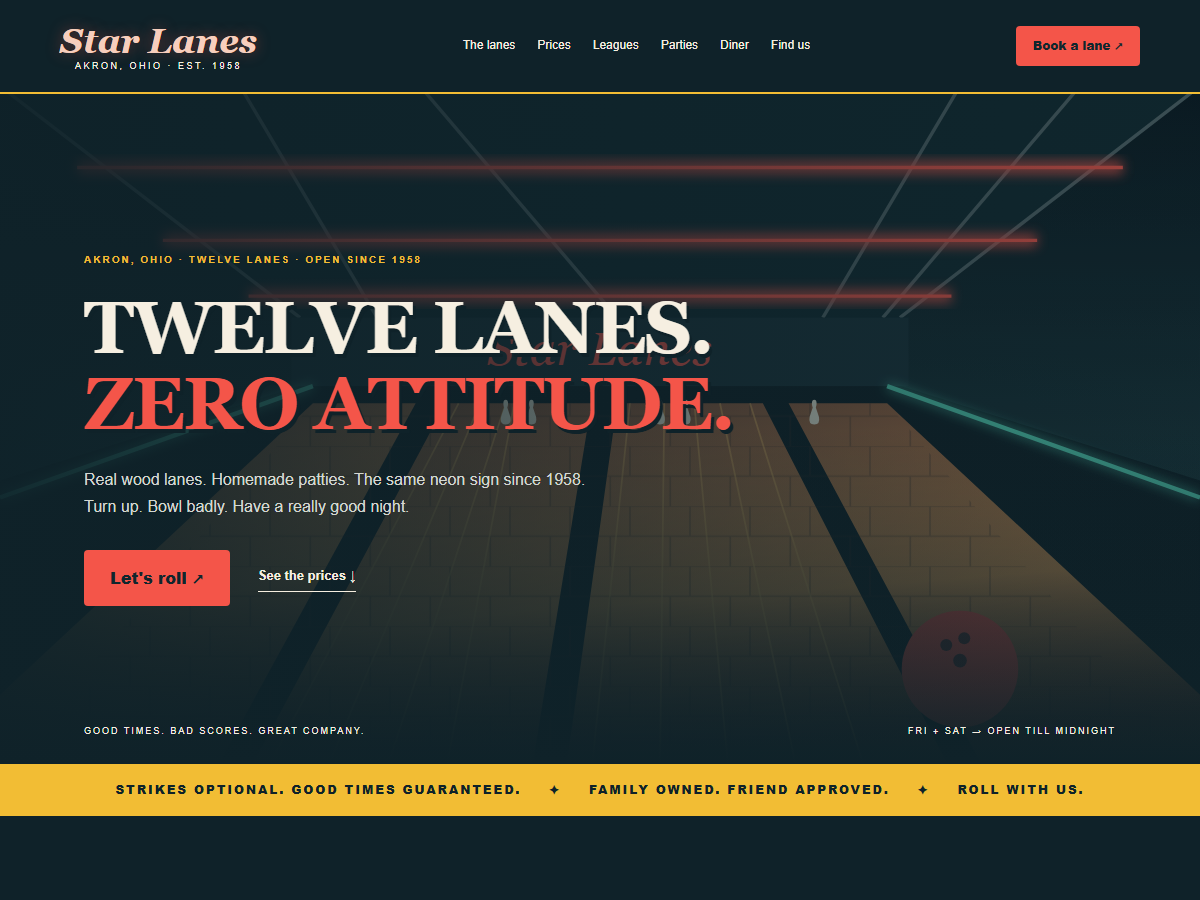 Star Lanes
AKRON, OHIO · EST. 1958
The lanes
Prices
Leagues
Parties
Diner
Find us
Book a lane ↗
AKRON, OHIO · TWELVE LANES · OPEN SINCE 1958
TWELVE LANES.
Star Lanes
ZERO ATTITUDE.
Real wood lanes. Homemade patties. The same neon sign since 1958.
Turn up. Bowl badly. Have a really good night.
Let's roll ↗
See the prices ↓
GOOD TIMES. BAD SCORES. GREAT COMPANY.
FRI + SAT → OPEN TILL MIDNIGHT
STRIKES OPTIONAL. GOOD TIMES GUARANTEED. ✦ FAMILY OWNED. FRIEND APPROVED. ✦ ROLL WITH US.